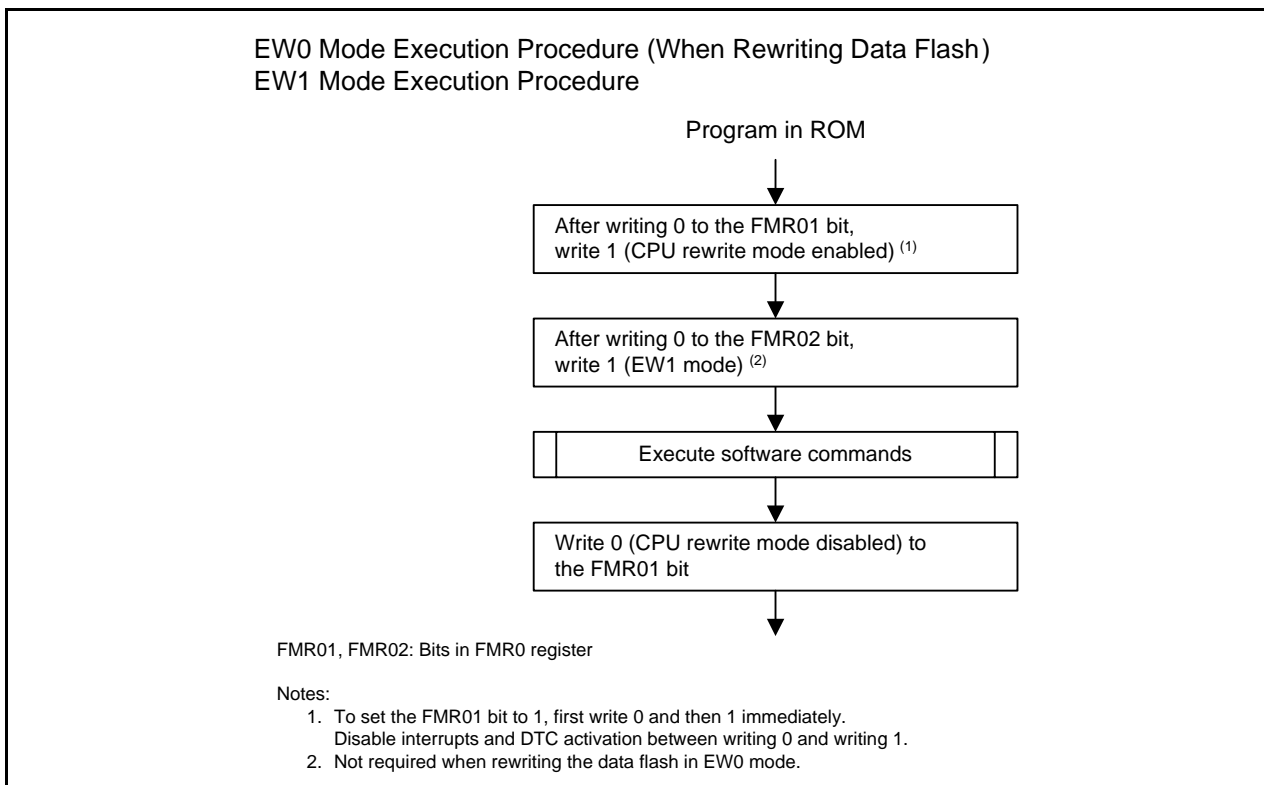 EW0 Mode Execution Procedure (When Rewriting Data Flash)
EW1 Mode Execution Procedure
Program in ROM
After writing 0 to the FMR01 bit,
write 1 (CPU rewrite mode enabled) (1)
After writing 0 to the FMR02 bit,
write 1 (EW1 mode) (2)
Execute software commands
Write 0 (CPU rewrite mode disabled) to
the FMR01 bit
FMR01, FMR02: Bits in FMR0 register
Notes:
1. To set the FMR01 bit to 1, first write 0 and then 1 immediately.
Disable interrupts and DTC activation between writing 0 and writing 1.
2. Not required when rewriting the data flash in EW0 mode.